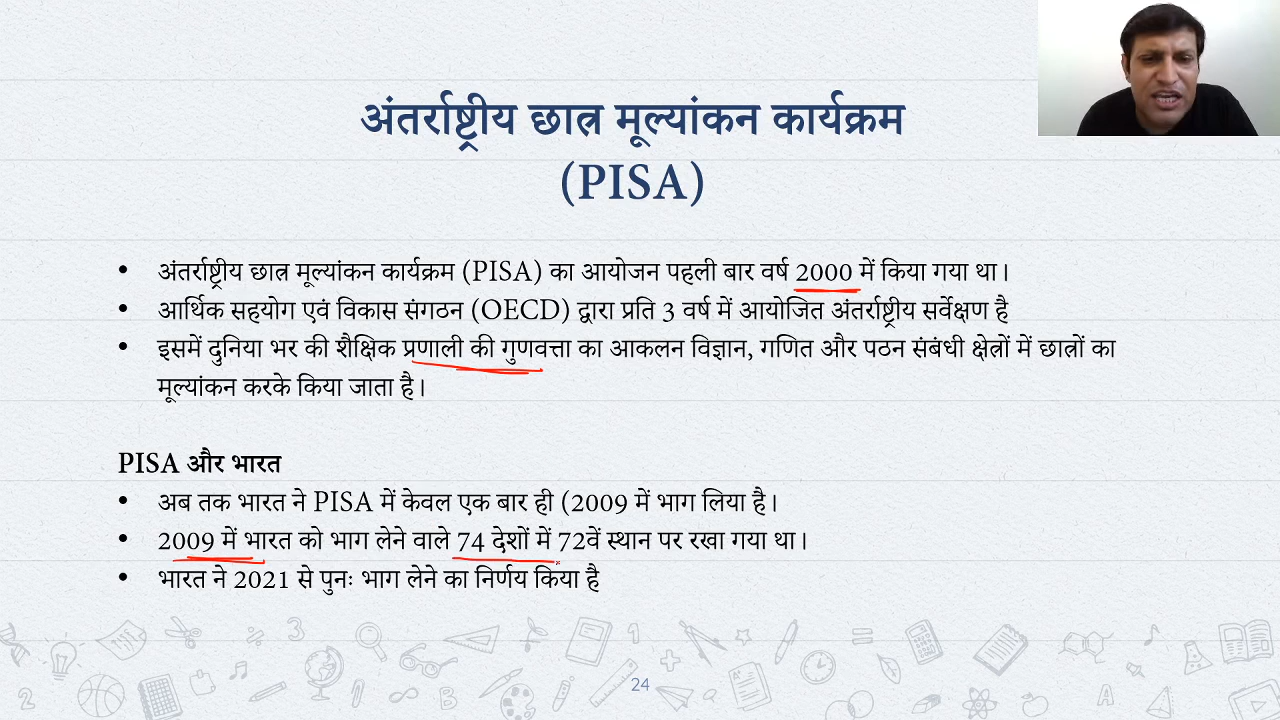 अंतर्राष्ट्रीय छात्र मूल्यांकन कार्यक्रम
(PISA)
• अंतर्राष्ट्रीय छात्र मूल्यांकन कार्यक्रम (PISA) का आयोजन पहली बार वर्ष 2000 में किया गया था।
• आर्थिक सहयोग एवं विकास संगठन (OECD) द्वारा प्रति 3 वर्ष में आयोजित अंतर्राष्ट्रीय सर्वेक्षण है
• इसमें दुनिया भर की शैक्षिक प्रणाली की गुणवत्ता का आकलन विज्ञान, गणित और पठन संबंधी क्षेत्रों में छात्रों का
मूल्यांकन करके किया जाता है।
PISA और भारत
• अब तक भारत ने PISA में केवल एक बार ही (2009 में भाग लिया है।
• 2009 में भारत को भाग लेने वाले 74 देशों में 72वें स्थान पर रखा गया था।
• भारत ने 2021 से पुनः भाग लेने का निर्णय किया है
24